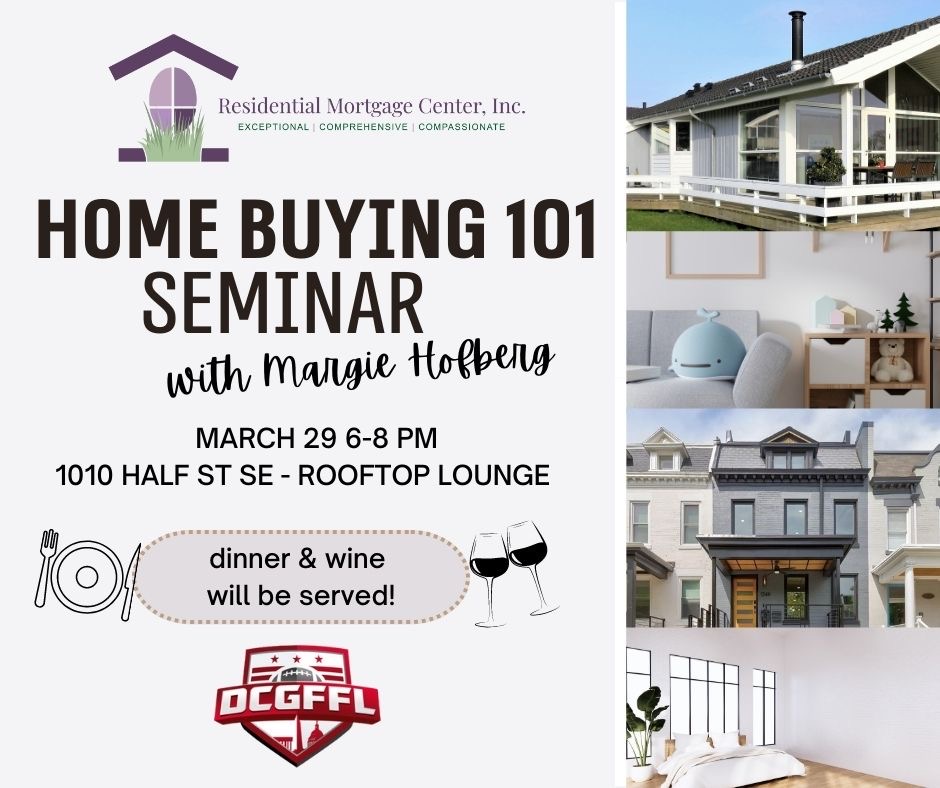 Residential Mortgage Center, Inc.
EXCEPTIONAL | COMPREHENSIVE | COMPASSIONATE
HOME BUYING 101
SEMINAR
with Margie Hofberg
MARCH 29 6-8 PM
1010 HALF ST SE - ROOFTOP LOUNGE
dinner & wine
will be served!
DCGFFL